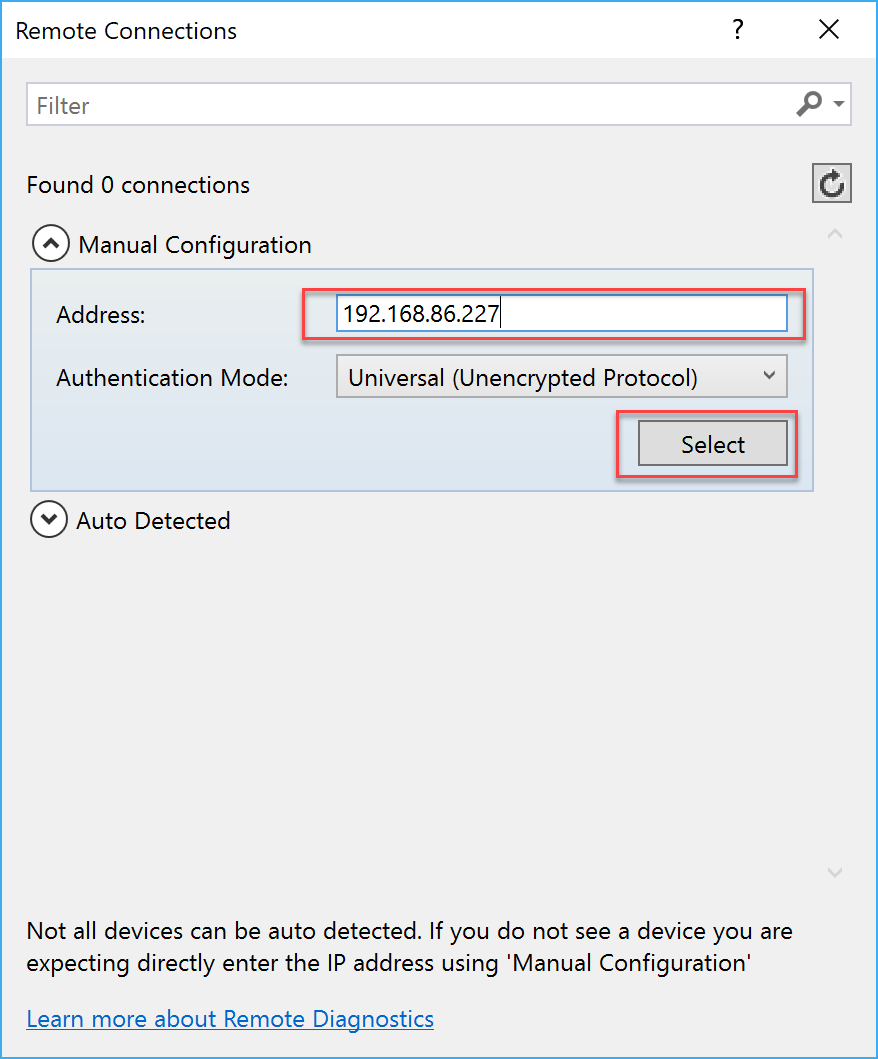 Remote Connections
?
Filter
Found 0 connections
Manual Configuration
Address:
192.168.86.227
Authentication Mode:
Universal (Unencrypted Protocol)
Select
Auto Detected
Not all devices can be auto detected. If you do not see a device you are
expecting directly enter the IP address using 'Manual Configuration'
Learn more about Remote Diagnostics